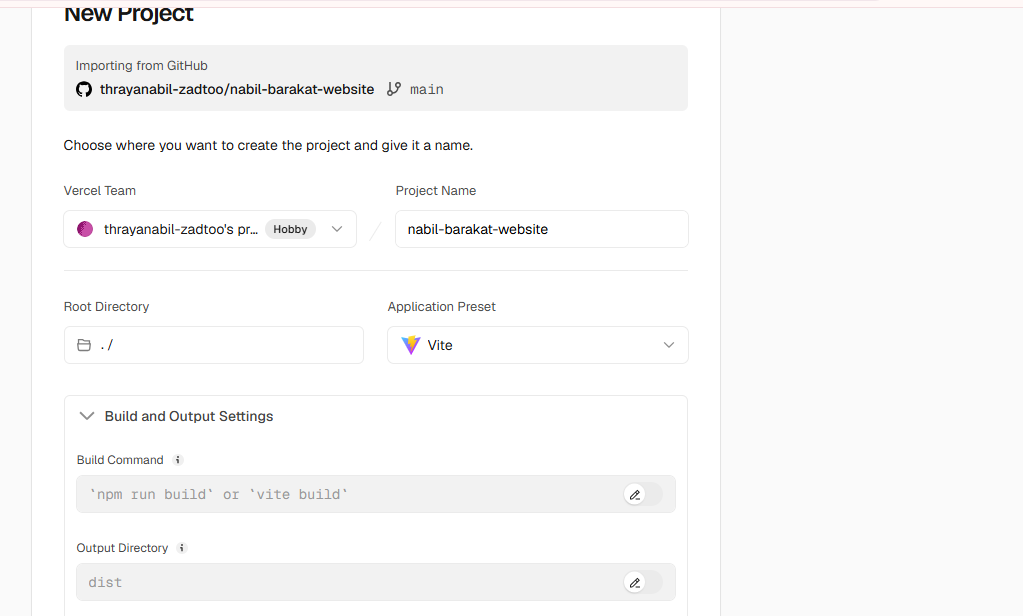 New Project
Importing from GitHub
thrayanabil-zadtoo/nabil-barakat-website main
Choose where you want to create the project and give it a name.
Vercel Team
Project Name
thrayanabil-zadtoo's pr... Hobby
/
nabil-barakat-website
Root Directory
Application Preset
./
Vite
Build and Output Settings
Build Command
`npm run build` or `vite build`
Output Directory
dist